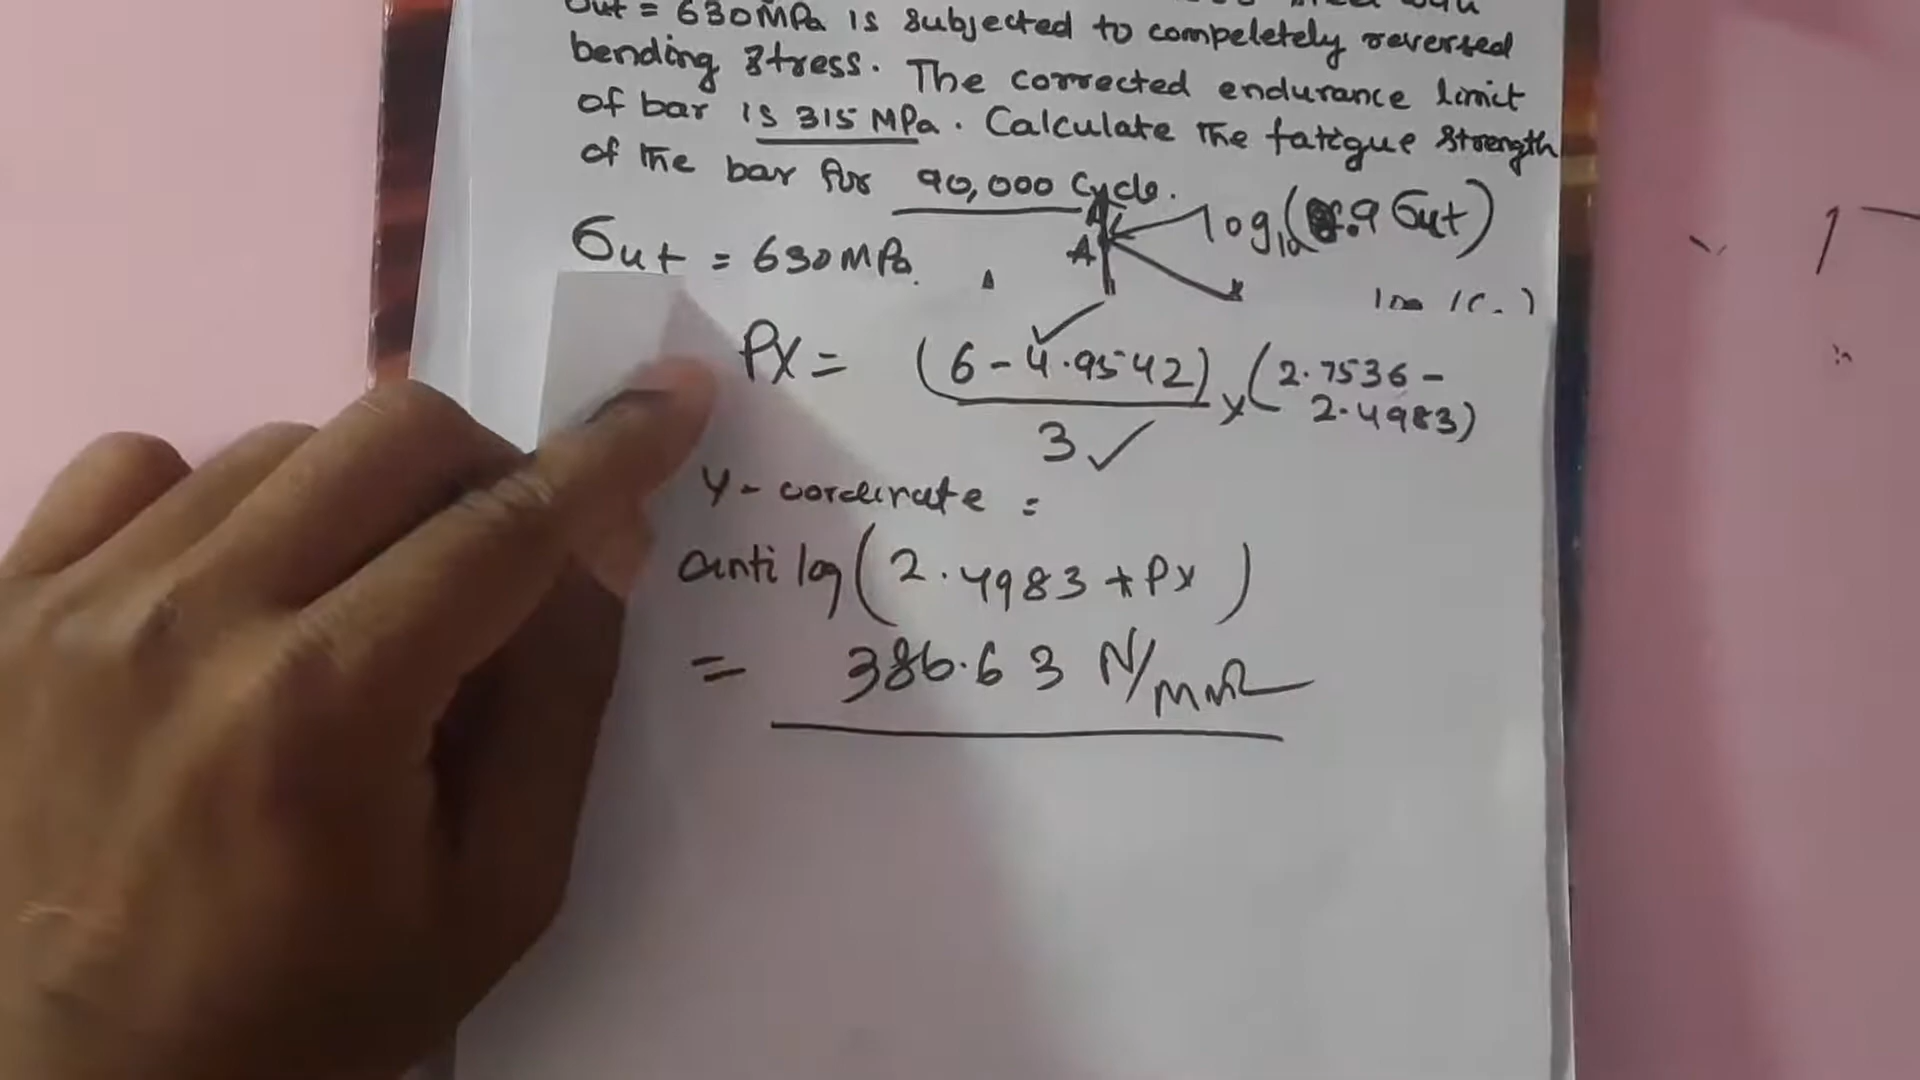 σut = 630MPa is subjected to compeletely reversed
bending stress. The corrected endurance limit
of bar is 315 MPa. Calculate the fatigue strength
of the bar for 90,000 Cycle.
σut = 630MPa.
A
log10(0.9 σut)
PX = (6 - 4.9542) / 3 × (2.7536 -
2.4983)
Y- cordinate =
anti log (2.4983 + Px)
= 386.63 N/mm2